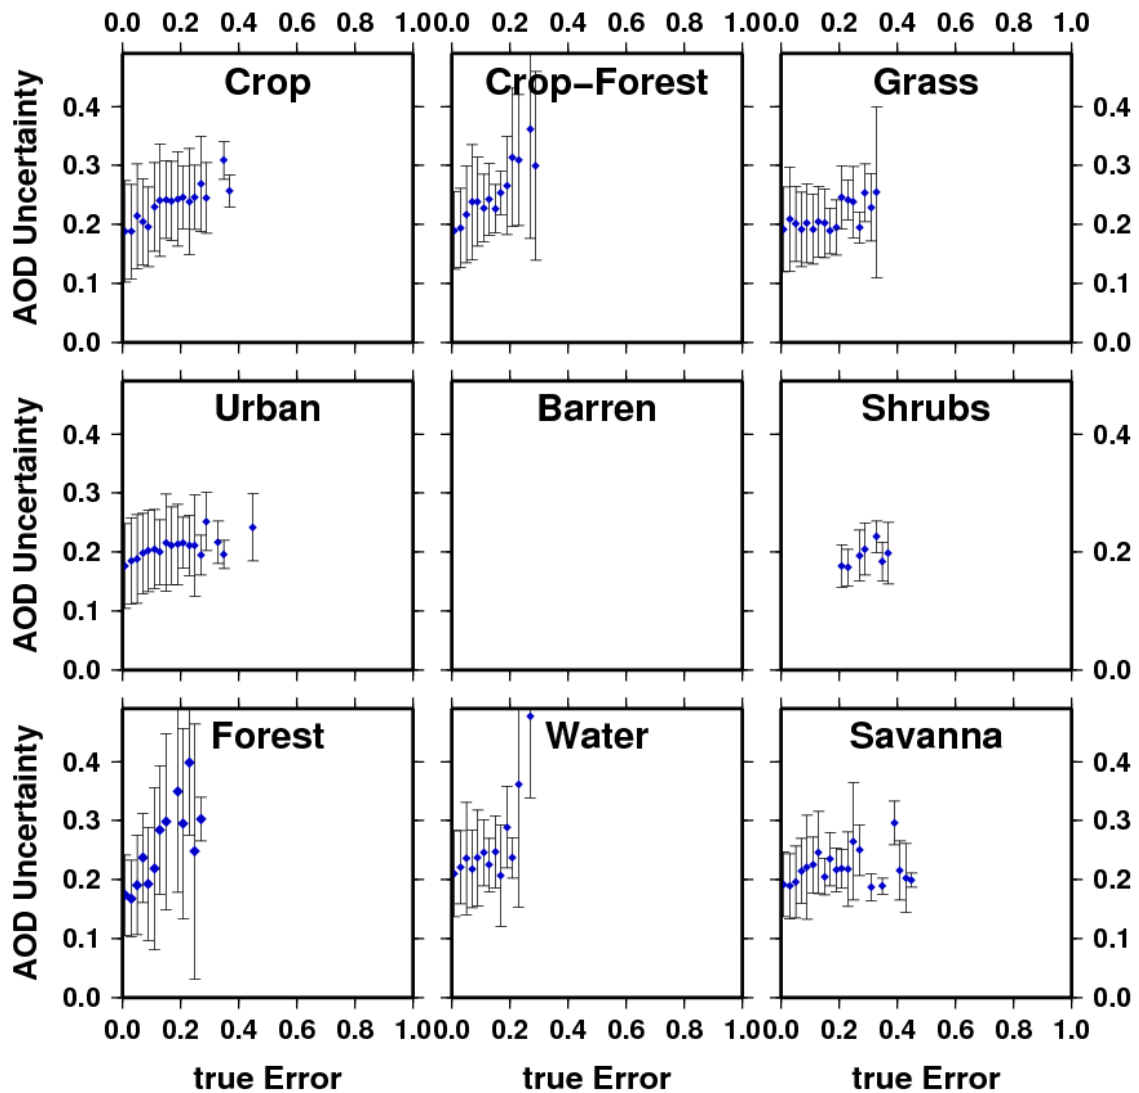 0.0 0.2 0.4 0.6 0.8 1.0 0.0 0.2 0.4 0.6 0.8 1.0 0.0 0.2 0.4 0.6 0.8 1.0
Crop Crop–Forest Grass
AOD Uncertainty
0.4 0.4
0.3 0.3
0.2 0.2
0.1 0.1
0.0 0.0
Urban Barren Shrubs
AOD Uncertainty
0.4 0.4
0.3
0.2 0.2
0.1
0.0 0.0
Forest Water Savanna
AOD Uncertainty
0.4 0.4
0.3 0.3
0.2 0.2
0.1 0.1
0.0 0.0
0.0 0.2 0.4 0.6 0.8 1.0 0.0 0.2 0.4 0.6 0.8 1.0 0.0 0.2 0.4 0.6 0.8 1.0
true Error true Error true Error